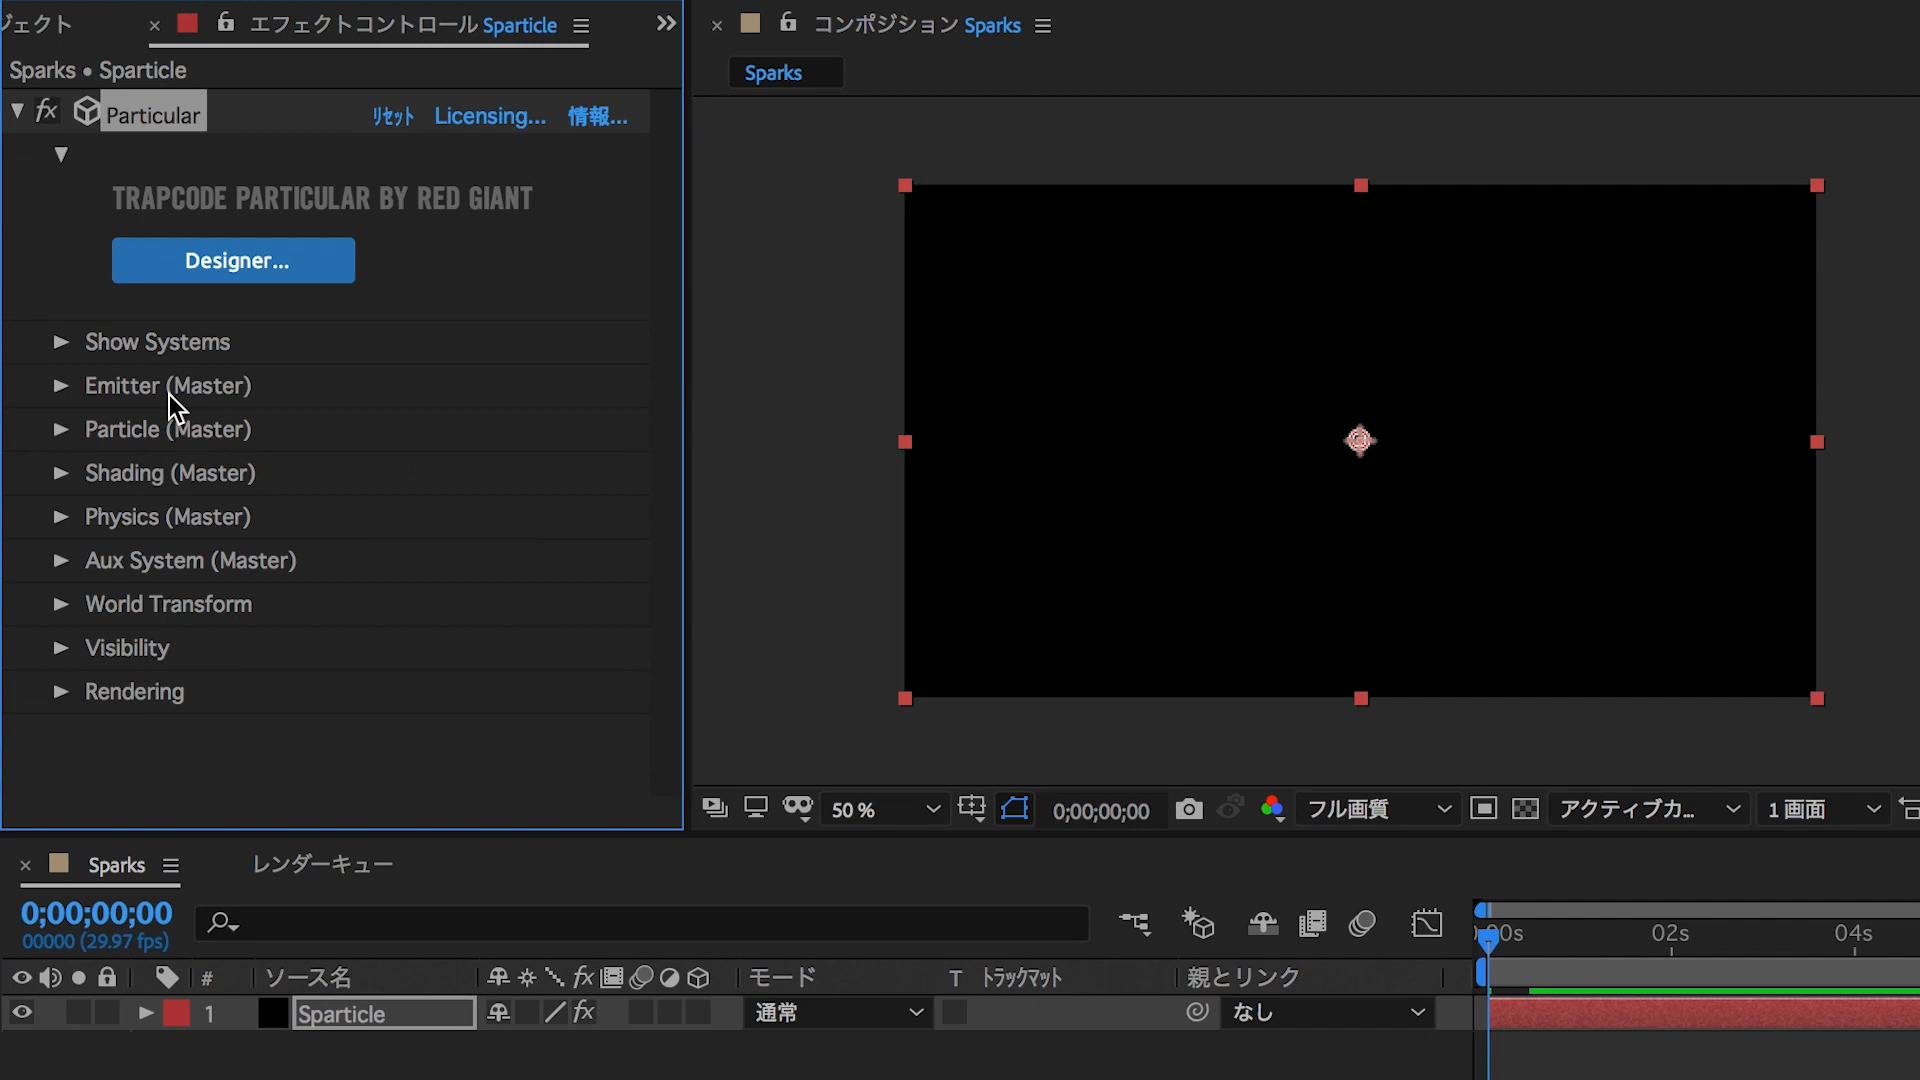 ジェクト
エフェクトコントロール Sparticle
Sparks • Sparticle
fx Particular リセット Licensing... 情報...
TRAPCODE PARTICULAR BY RED GIANT
Designer...
Show Systems
Emitter (Master)
Particle (Master)
Shading (Master)
Physics (Master)
Aux System (Master)
World Transform
Visibility
Rendering
コンポジション Sparks
Sparks
50 % 0;00;00;00 フル画質 アクティブカ... 1 画面
Sparks レンダーキュー
0;00;00;00
00000 (29.97 fps)
00s 02s 04s
# ソース名 fx モード T トラックマット 親とリンク
1 Sparticle fx 通常 なし